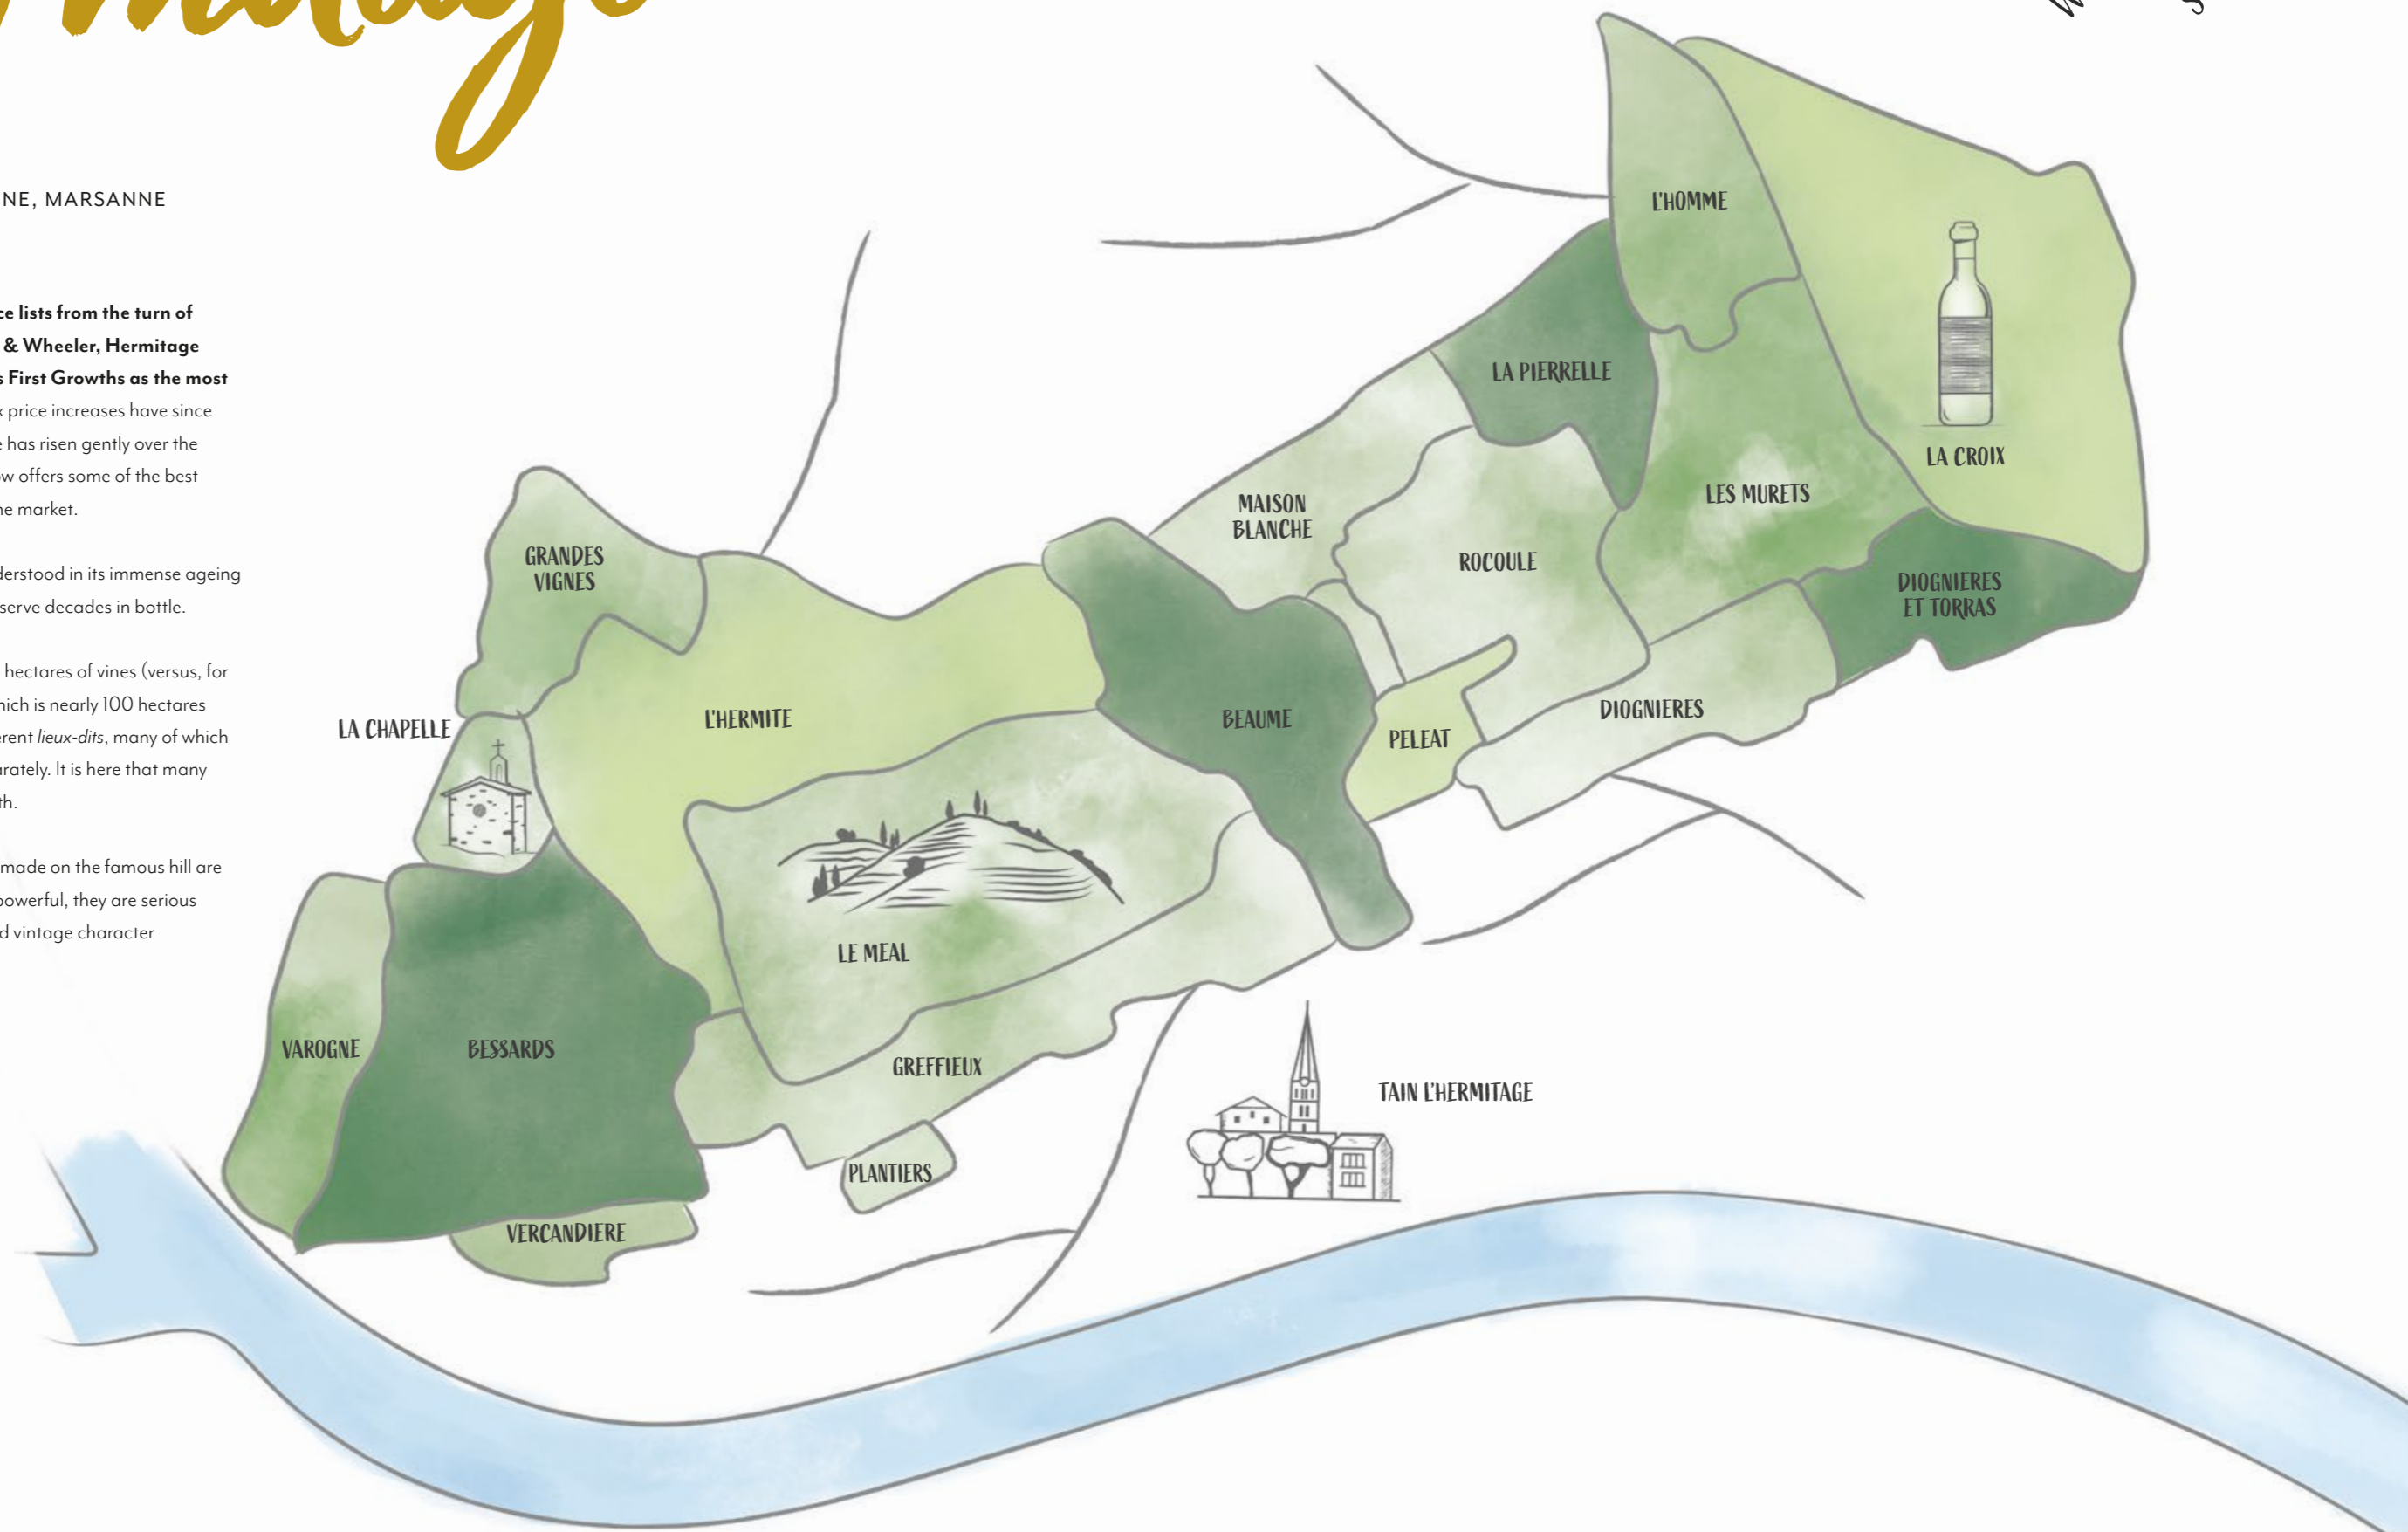 NE, MARSANNE
ce lists from the turn of
& Wheeler, Hermitage
s First Growths as the most
x price increases have since
e has risen gently over the
ow offers some of the best
he market.
derstood in its immense ageing
serve decades in bottle.
hectares of vines (versus, for
hich is nearly 100 hectares
erent lieux-dits, many of which
arately. It is here that many
th.
made on the famous hill are
powerful, they are serious
d vintage character
L'HOMME
LA PIERRELLE
LA CROIX
LES MURETS
MAISON
BLANCHE
ROCOULE
GRANDES
VIGNES
DIOGNIERES
ET TORRAS
LA CHAPELLE
L'HERMITE
BEAUME
PELEAT
DIOGNIERES
LE MEAL
VAROGNE
BESSARDS
GREFFIEUX
TAIN L'HERMITAGE
PLANTIERS
VERCANDIERE